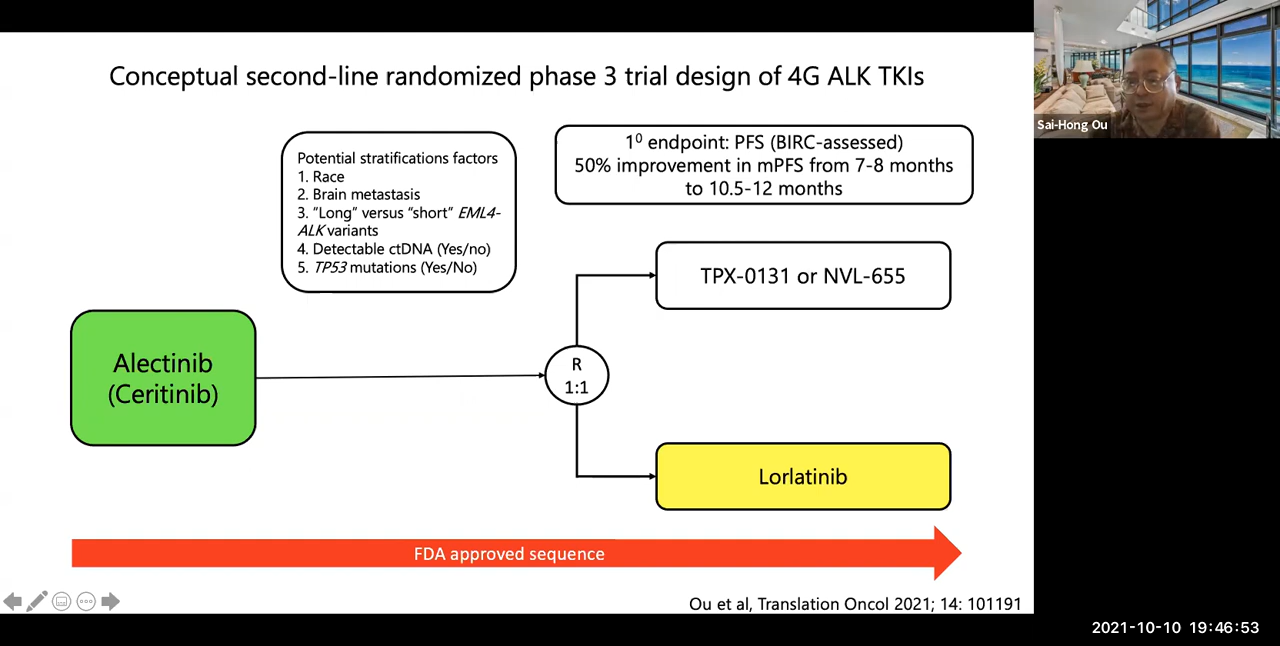 Conceptual second-line randomized phase 3 trial design of 4G ALK TKIs
Potential stratifications factors
1. Race
2. Brain metastasis
3. "Long" versus "short" EML4-
ALK variants
4. Detectable ctDNA (Yes/no)
5. TP53 mutations (Yes/No)
1⁰ endpoint: PFS (BIRC-assessed)
50% improvement in mPFS from 7-8 months
to 10.5-12 months
TPX-0131 or NVL-655
Alectinib
(Ceritinib)
R
1:1
Lorlatinib
FDA approved sequence
Ou et al, Translation Oncol 2021; 14: 101191
Sai-Hong Ou
2021-10-10 19:46:53